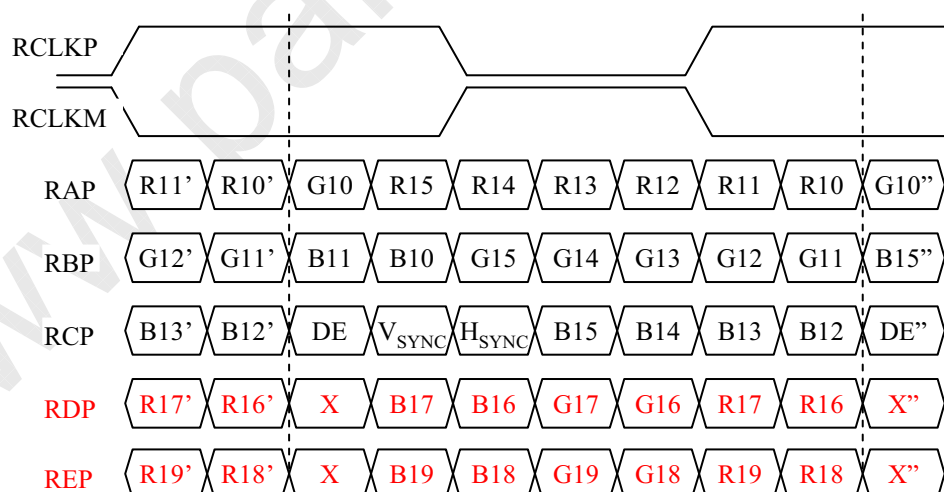 RCLKP
RCLKM
RAP R11’ R10’ G10 R15 R14 R13 R12 R11 R10 G10”
RBP G12’ G11’ B11 B10 G15 G14 G13 G12 G11 B15”
RCP B13’ B12’ DE VSYNC HSYNC B15 B14 B13 B12 DE”
RDP R17’ R16’ X B17 B16 G17 G16 R17 R16 X”
REP R19’ R18’ X B19 B18 G19 G18 R19 R18 X”
www.pa